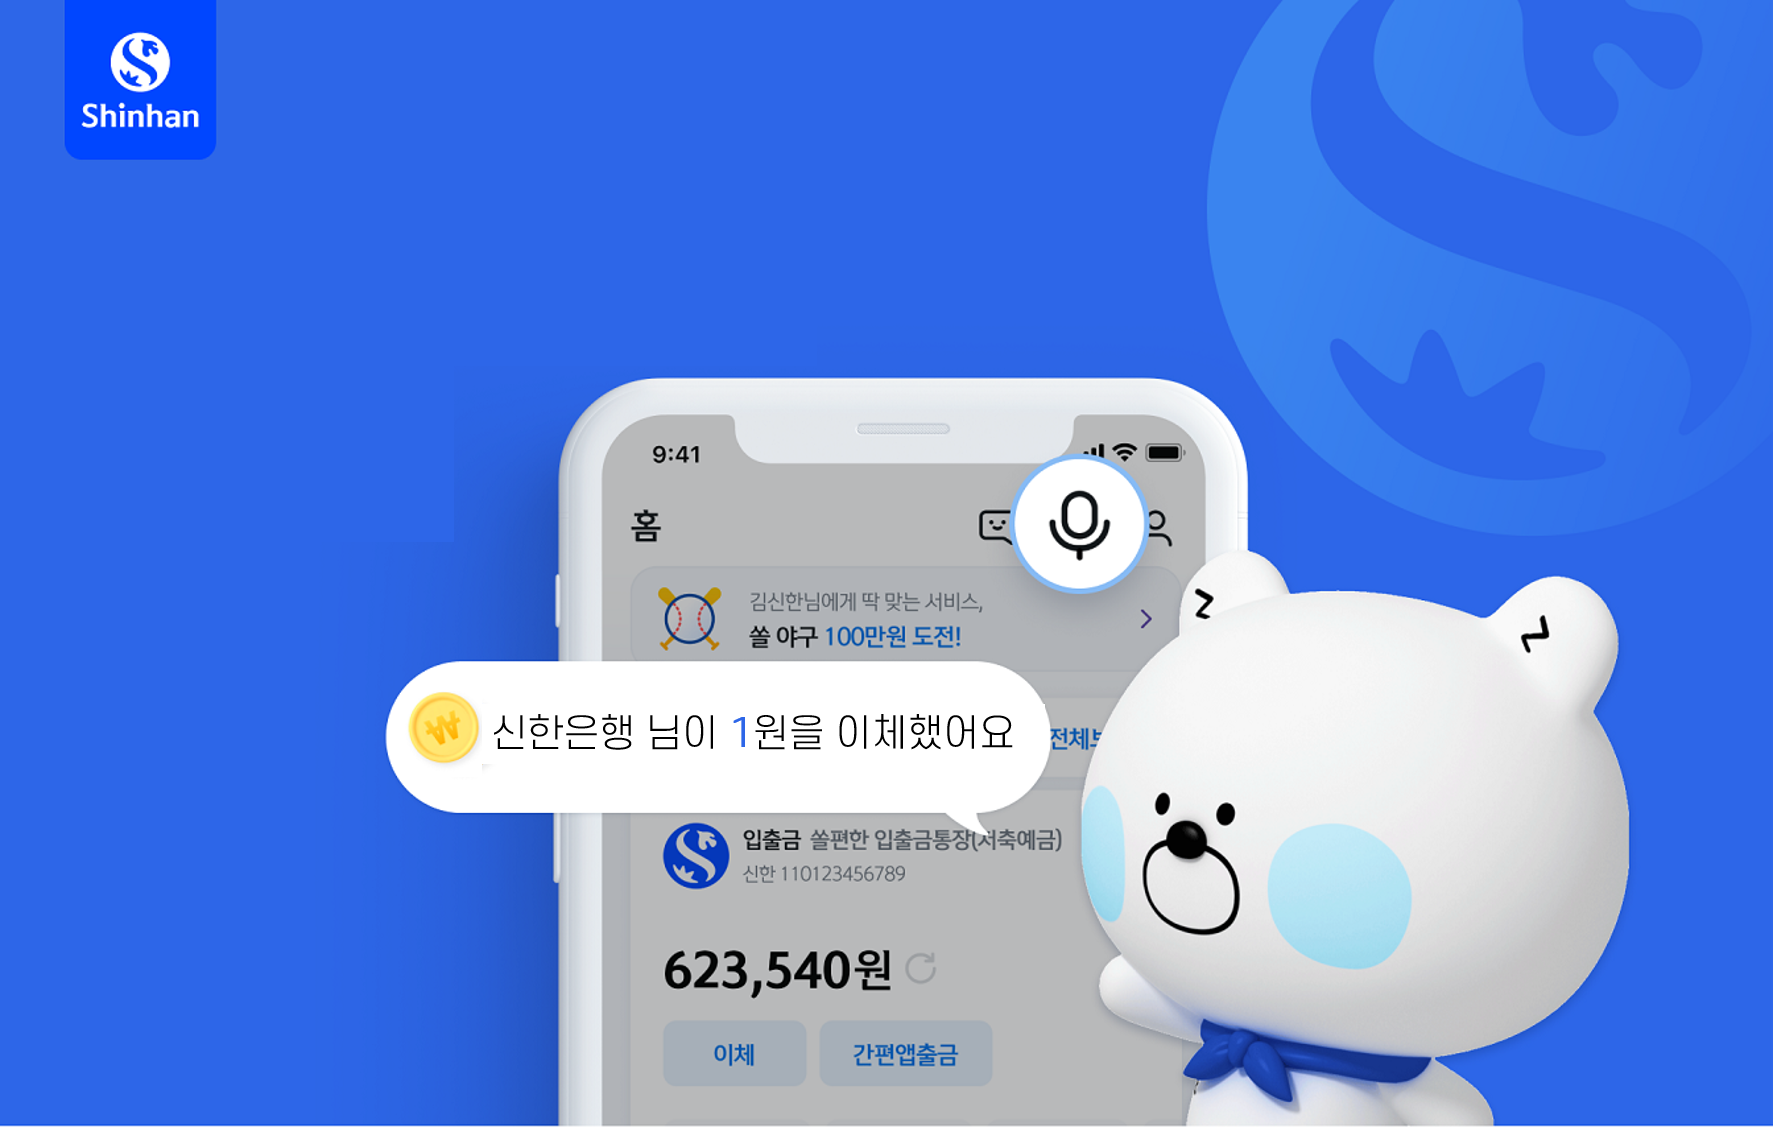 Shinhan
9:41
홈
김신한님에게 딱 맞는 서비스,
쏠 야구 100만원 도전!
신한은행 님이 1원을 이체했어요
전체보
입출금 쏠편한 입출금통장(저축예금)
신한 110123456789
623,540원
이체
간편앱출금